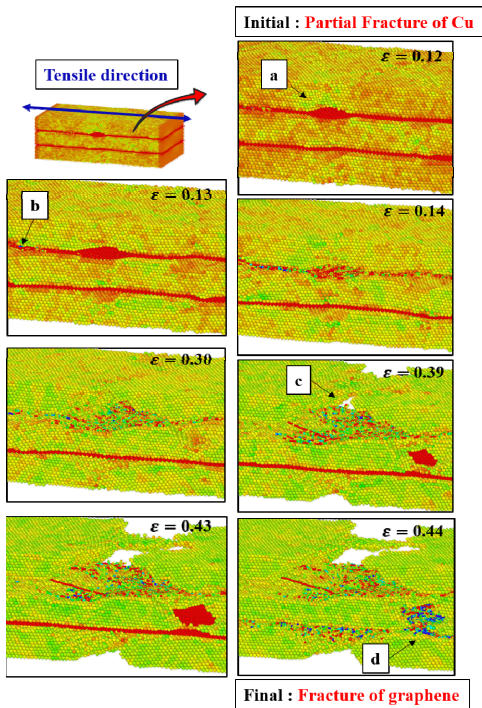 Initial : Partial Fracture of Cu
Tensile direction
a
ε = 0.12
b
ε = 0.13
ε = 0.14
ε = 0.30
c
ε = 0.39
ε = 0.43
ε = 0.44
d
Final : Fracture of graphene